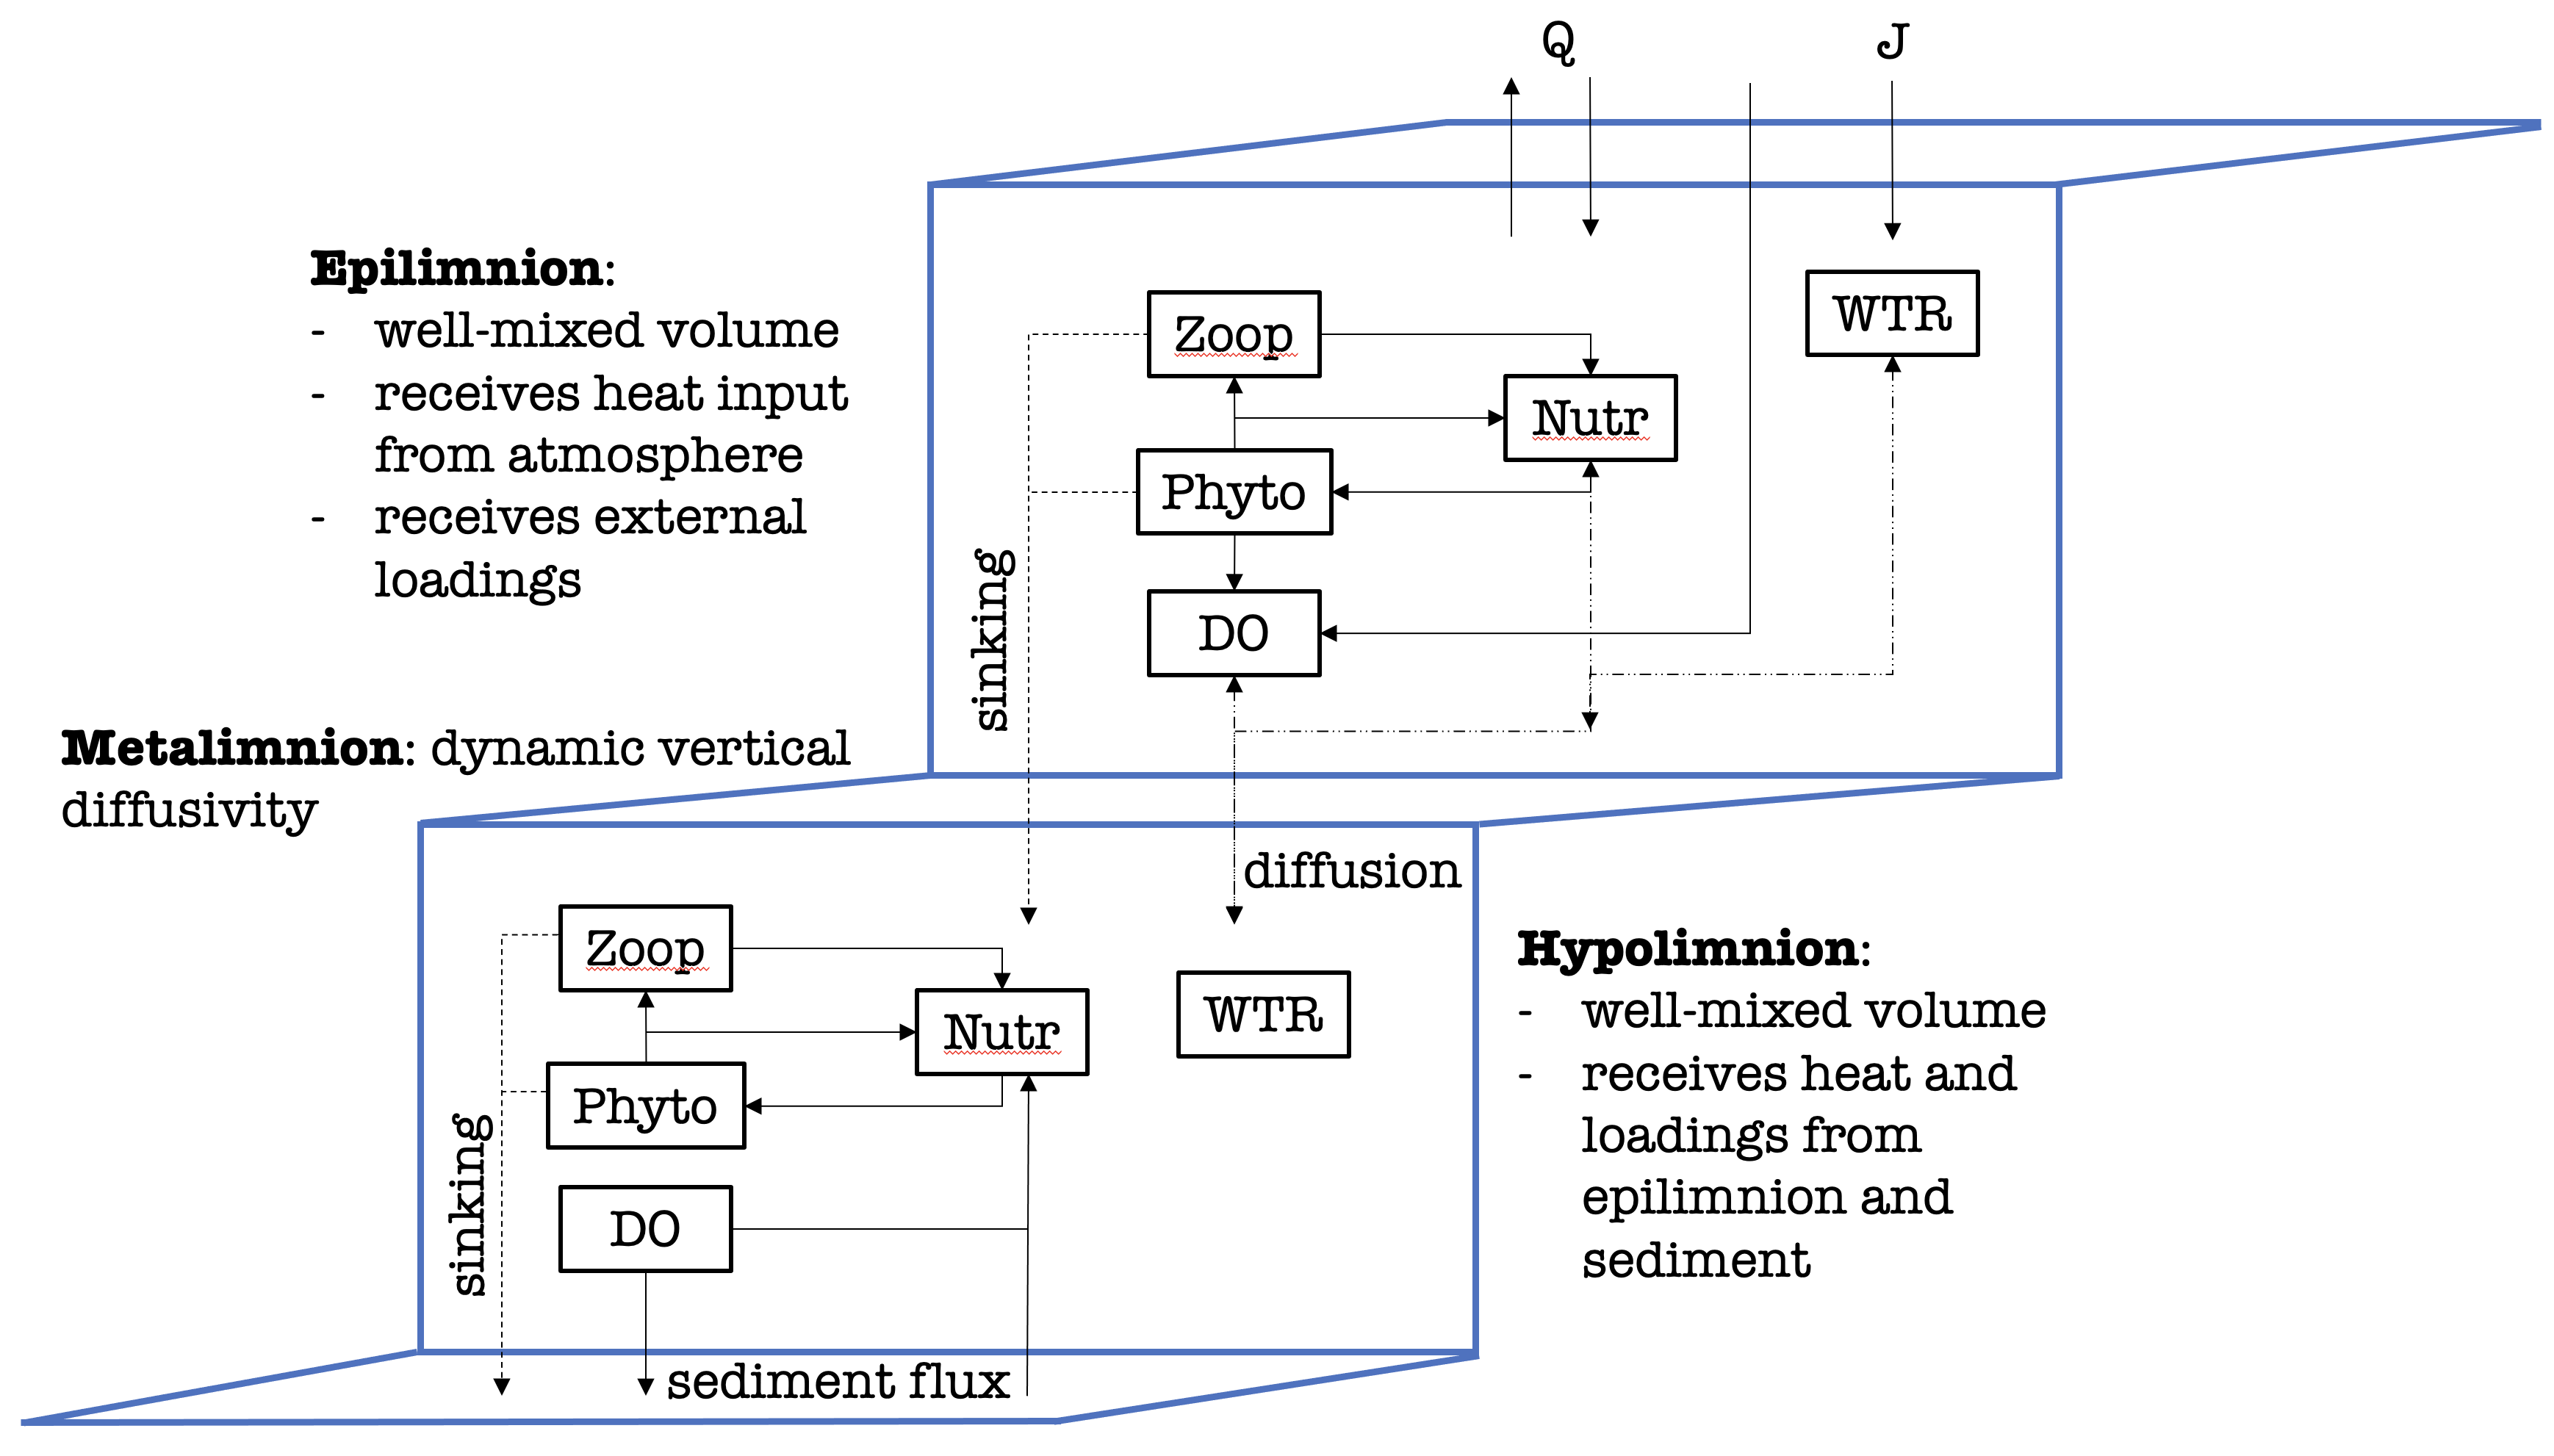 Q
J
Epilimnion:
- well-mixed volume
- receives heat input
from atmosphere
- receives external
loadings
Zoop
WTR
Nutr
Phyto
DO
sinking
Metalimnion: dynamic vertical
diffusivity
diffusion
Zoop
Nutr
WTR
Phyto
DO
sinking
sediment flux
Hypolimnion:
- well-mixed volume
- receives heat and
loadings from
epilimnion and
sediment